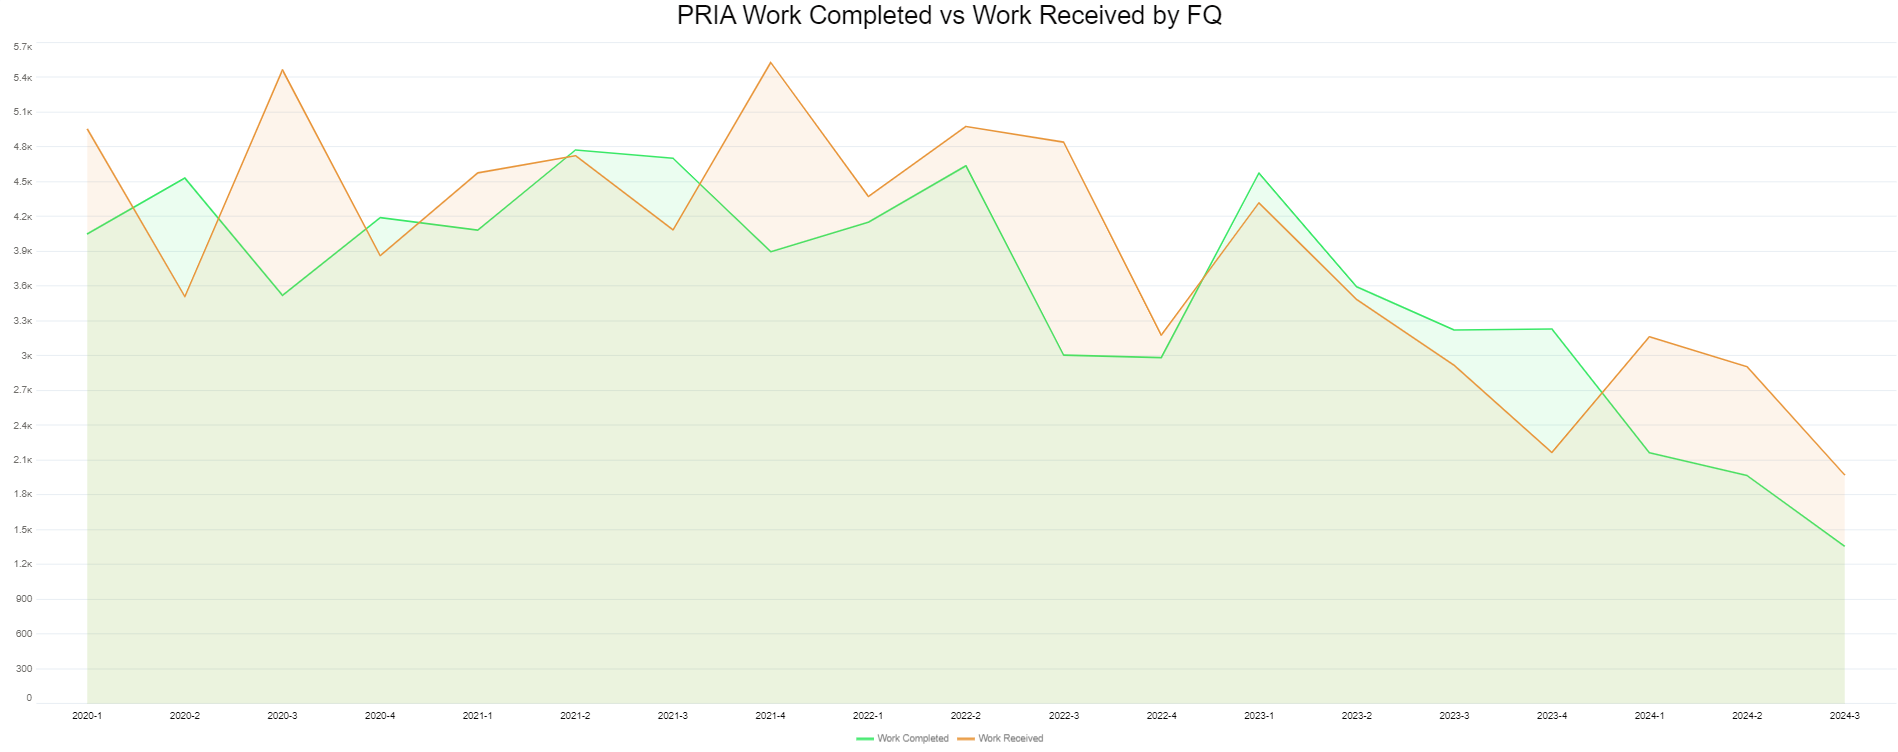 PRIA Work Completed vs Work Received by FQ
5.7K
5.4K
5.1K
4.8K
4.5K
4.2K
3.9K
3.6K
3.3K
3K
2.7K
2.4K
2.1K
1.8K
1.5K
1.2K
900
600
300
0
2020-1 2020-2 2020-3 2020-4 2021-1 2021-2 2021-3 2021-4 2022-1 2022-2 2022-3 2022-4 2023-1 2023-2 2023-3 2023-4 2024-1 2024-2 2024-3
Work Completed Work Received